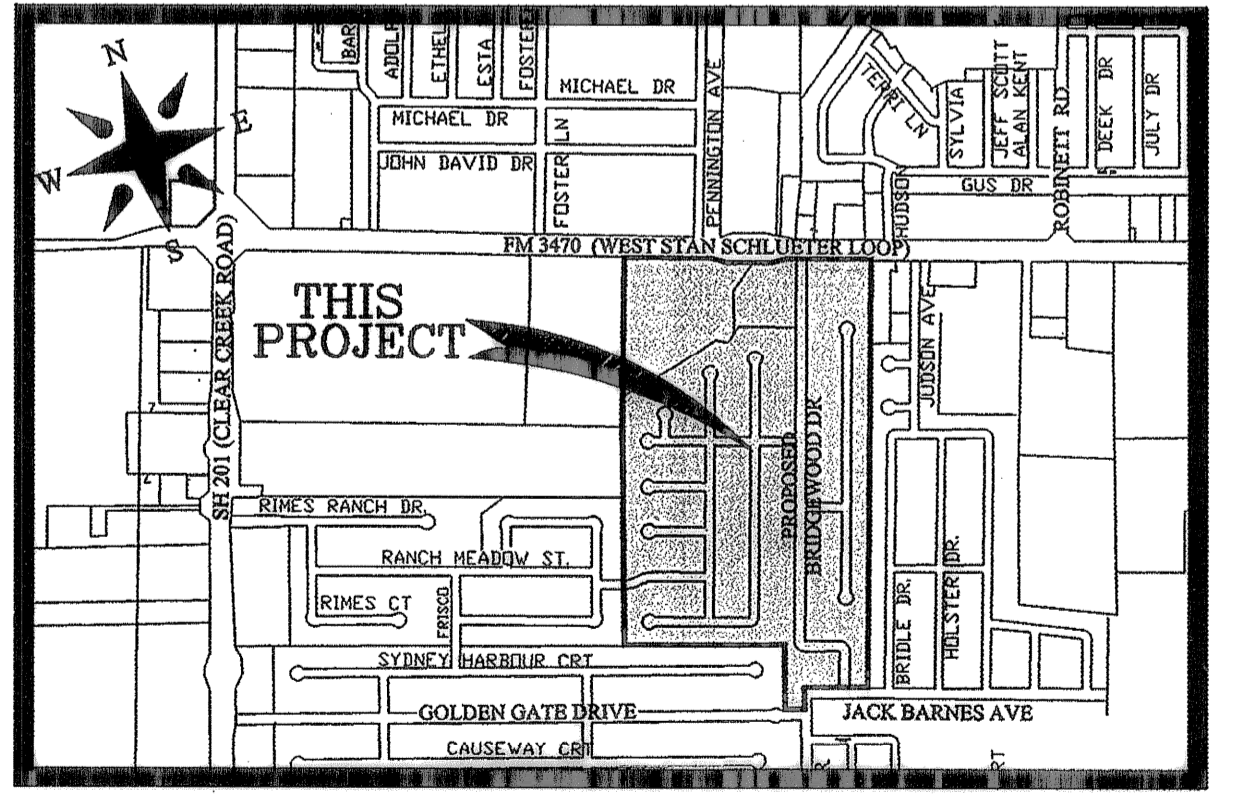 N
E
W
S
BAR
ADOLF
ETHEL
ESTA
FOSTER
MICHAEL DR
MICHAEL DR
JOHN DAVID DR
FOSTER LN
PENNINGTON AVE
TERRI LN
SYLVIA
JEFF SCOTT
ALAN KENT
ROBINETT RD
DEEK DR
JULY DR
HUDSON
GUS DR
FM 3470 (WEST STAN SCHLUETER LOOP)
SH 201 (CLEAR CREEK ROAD)
THIS
PROJECT
JUDSON AVE
PROPOSED
BRIDGEWOOD DR
RIMES RANCH DR.
RANCH MEADOW ST.
RIMES CT
FRISCO
BRIDLE DR.
HOLSTER DR.
SYDNEY HARBOUR CRT
GOLDEN GATE DRIVE
JACK BARNES AVE
CAUSEWAY CRT
R
RT